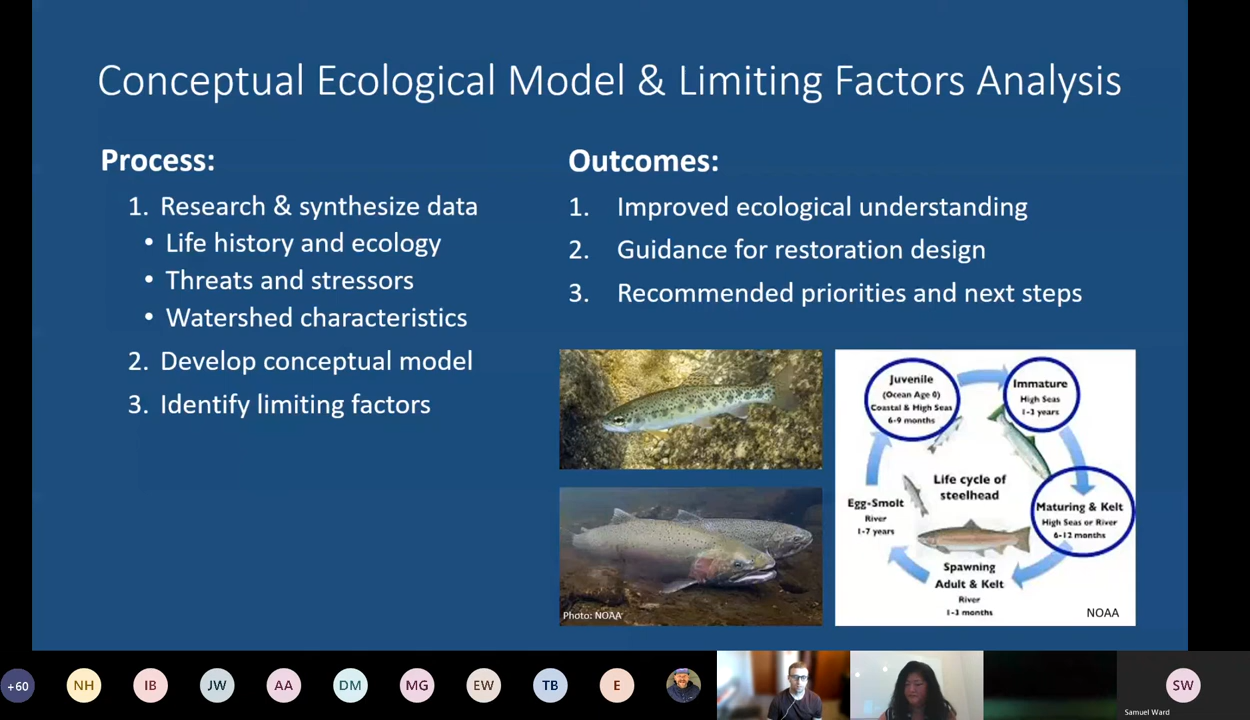 Conceptual Ecological Model & Limiting Factors Analysis
Process:
1. Research & synthesize data
• Life history and ecology
• Threats and stressors
• Watershed characteristics
2. Develop conceptual model
3. Identify limiting factors
Outcomes:
1. Improved ecological understanding
2. Guidance for restoration design
3. Recommended priorities and next steps
Photo: NOAA
Juvenile
(Ocean Age 0)
Coastal & High Seas
6-9 months
Immature
High Seas
1-3 years
Life cycle of
steelhead
Egg-Smolt
River
1-7 years
Maturing & Kelt
High Seas or River
6-12 months
Spawning
Adult & Kelt
River
1-3 months
NOAA
+60
NH
IB
JW
AA
DM
MG
EW
TB
E
SW
Samuel Ward